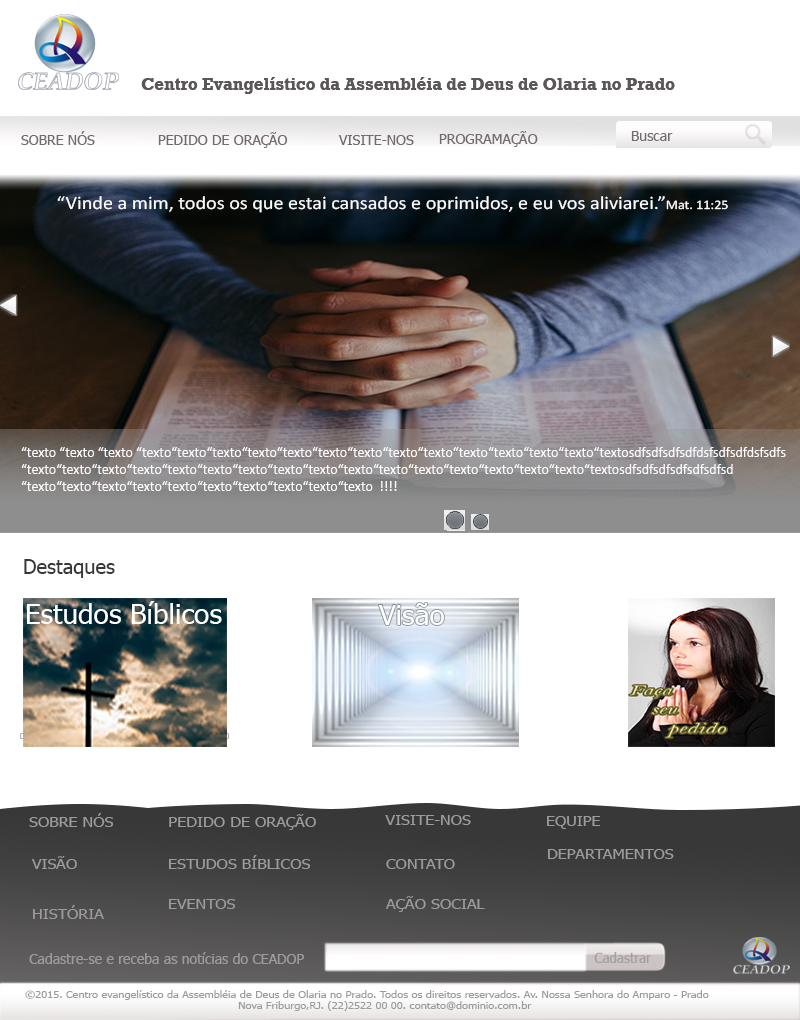 CEADOP
Centro Evangelístico da Assembléia de Deus de Olaria no Prado
SOBRE NÓS PEDIDO DE ORAÇÃO VISITE-NOS PROGRAMAÇÃO Buscar
“Vinde a mim, todos os que estai cansados e oprimidos, e eu vos aliviarei.” Mat. 11:25
“texto “texto “texto “texto“texto“texto“texto“texto“texto“texto“texto“texto“texto“texto“texto“texto“textosdfsdfsdfsdfdsfsdfsdfdsfsdfs
“texto“texto“texto“texto“texto“texto“texto“texto“texto“texto“texto“texto“texto“texto“texto“texto“textosdfsdfsdfsdfsdfsdfsd
“texto“texto“texto“texto“texto“texto“texto“texto“texto“texto !!!!
Destaques
Estudos Bíblicos
Visão
Faça
seu
pedido
SOBRE NÓS PEDIDO DE ORAÇÃO VISITE-NOS EQUIPE
VISÃO ESTUDOS BÍBLICOS CONTATO DEPARTAMENTOS
HISTÓRIA EVENTOS AÇÃO SOCIAL
Cadastre-se e receba as notícias do CEADOP Cadastrar
CEADOP
©2015. Centro evangelístico da Assembléia de Deus de Olaria no Prado. Todos os direitos reservados. Av. Nossa Senhora do Amparo - Prado
Nova Friburgo,RJ. (22)2522 00 00. contato@dominio.com.br